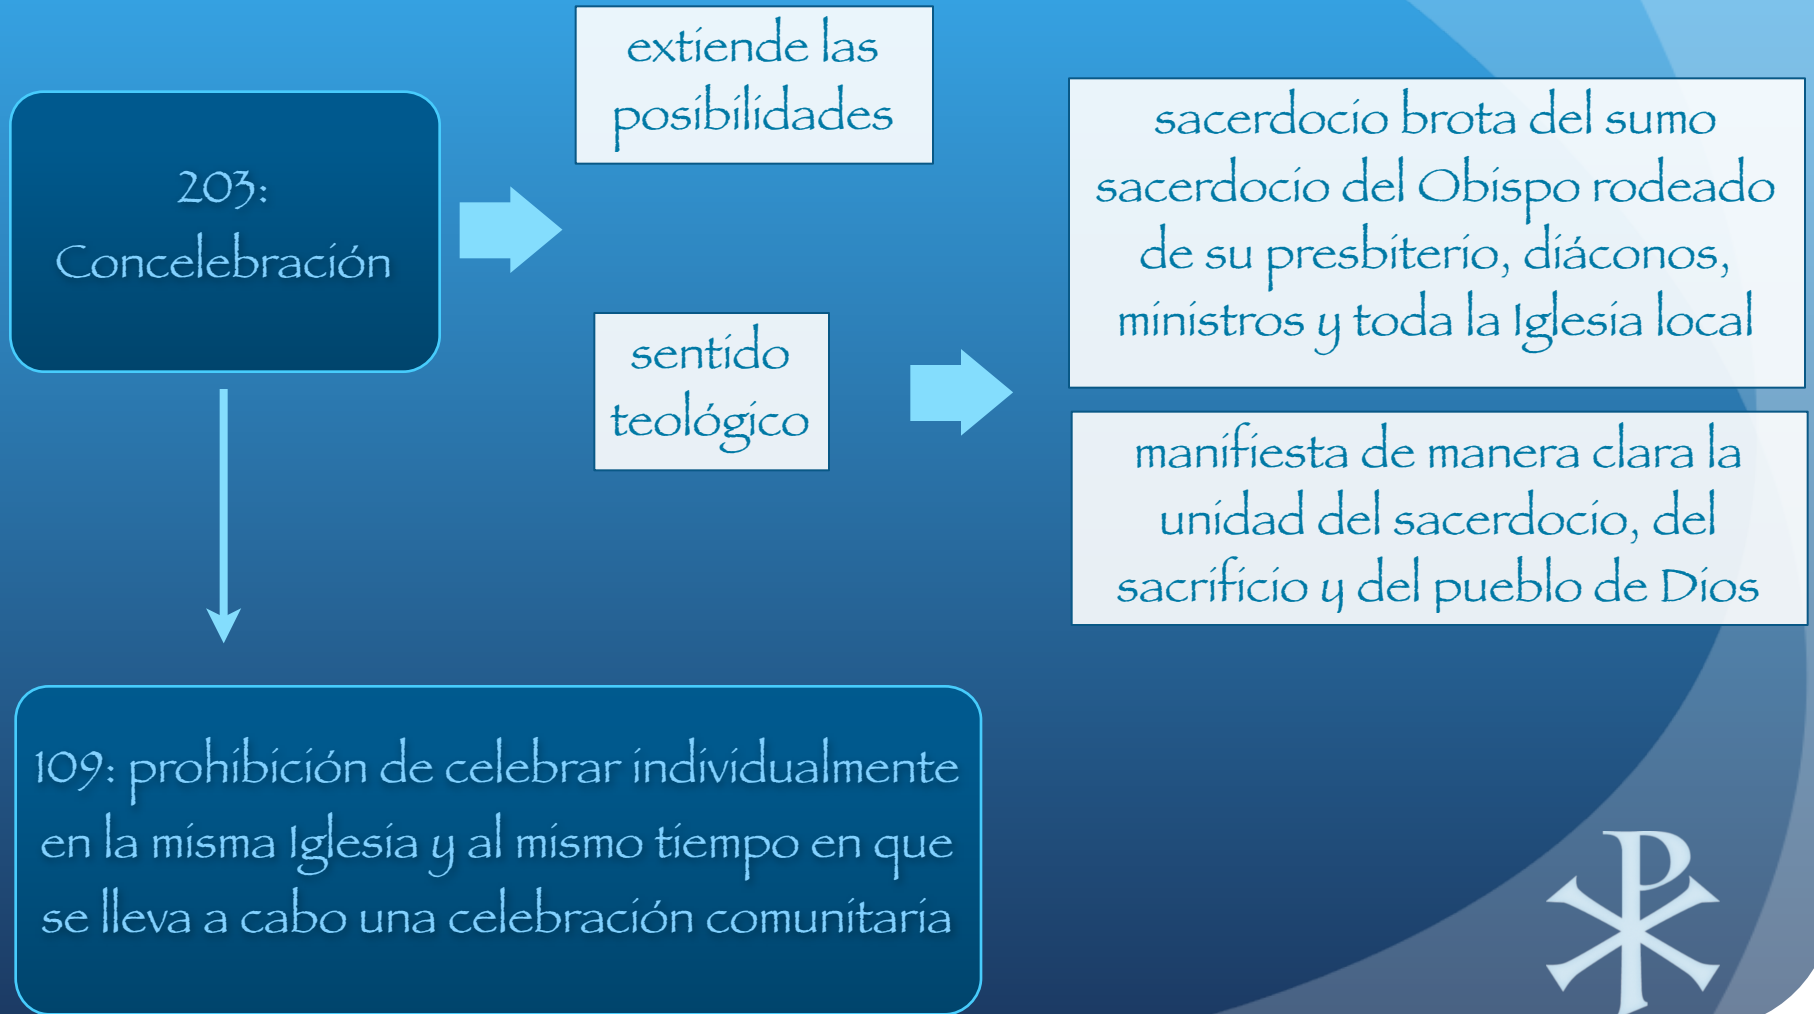 203:
Concelebración
extiende las
posibilidades
sentido
teológico
sacerdocio brota del sumo
sacerdocio del Obispo rodeado
de su presbiterio, diáconos,
ministros y toda la Iglesia local
manifiesta de manera clara la
unidad del sacerdocio, del
sacrificio y del pueblo de Dios
109: prohibición de celebrar individualmente
en la misma Iglesia y al mismo tiempo en que
se lleva a cabo una celebración comunitaria